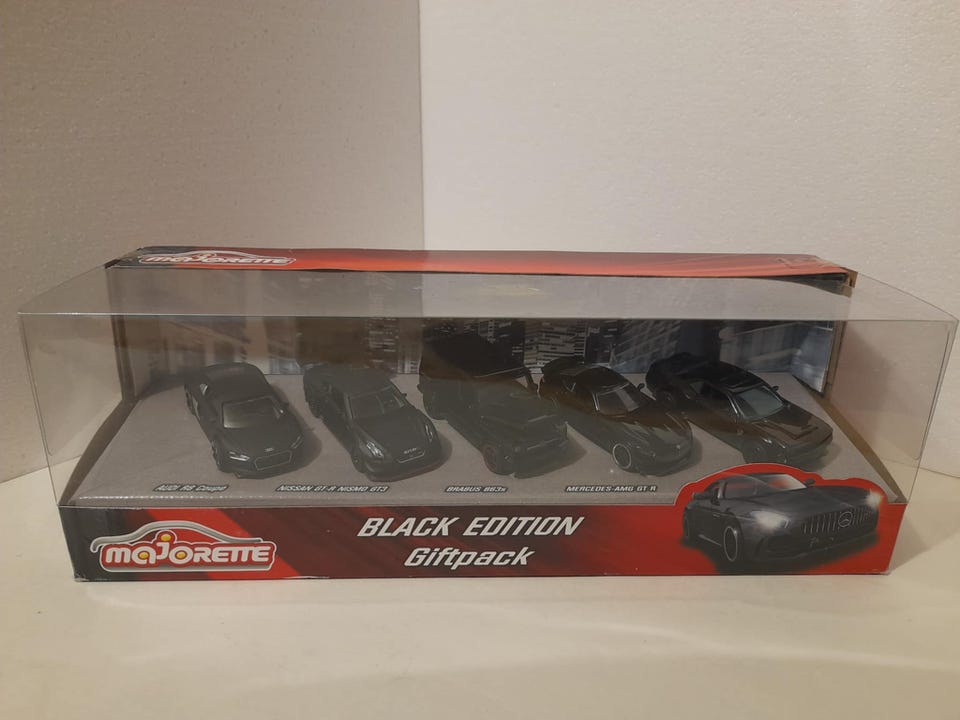 MAJORETTE
AUDI R8 Coupe
NISSAN GT-R NISMO GT3
BRABUS 863s
MERCEDES-AMG GT R
MAJORETTE
BLACK EDITION
Giftpack